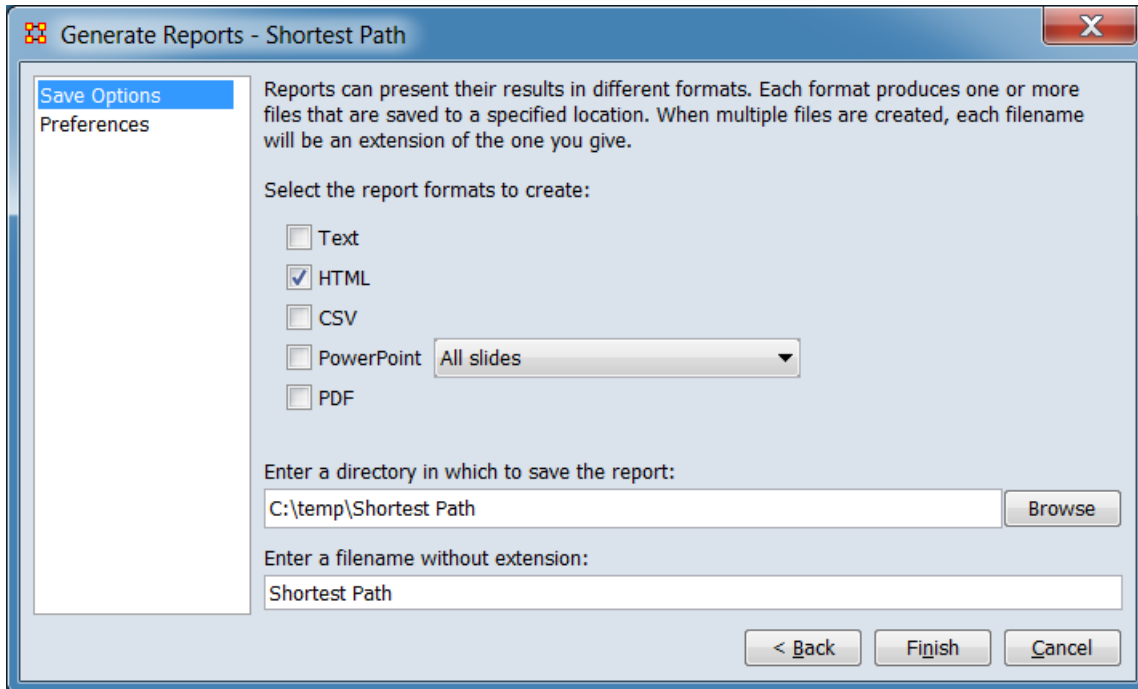 Generate Reports - Shortest Path
Save Options
Preferences
Reports can present their results in different formats. Each format produces one or more
files that are saved to a specified location. When multiple files are created, each filename
will be an extension of the one you give.
Select the report formats to create:
Text
HTML
CSV
PowerPoint All slides
PDF
Enter a directory in which to save the report:
C:\temp\Shortest Path Browse
Enter a filename without extension:
Shortest Path
< Back Finish Cancel